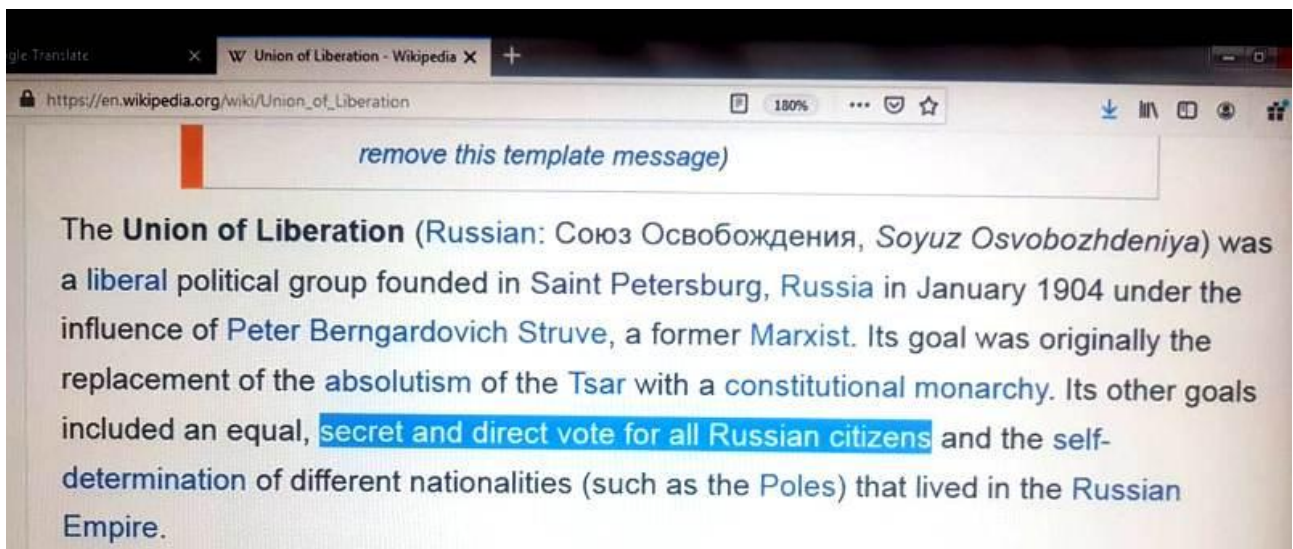 gle Translate
Union of Liberation - Wikipedia
https://en.wikipedia.org/wiki/Union_of_Liberation
180%
remove this template message)
The Union of Liberation (Russian: Союз Освобождения, Soyuz Osvobozhdeniya) was
a liberal political group founded in Saint Petersburg, Russia in January 1904 under the
influence of Peter Berngardovich Struve, a former Marxist. Its goal was originally the
replacement of the absolutism of the Tsar with a constitutional monarchy. Its other goals
included an equal, secret and direct vote for all Russian citizens and the self-
determination of different nationalities (such as the Poles) that lived in the Russian
Empire.